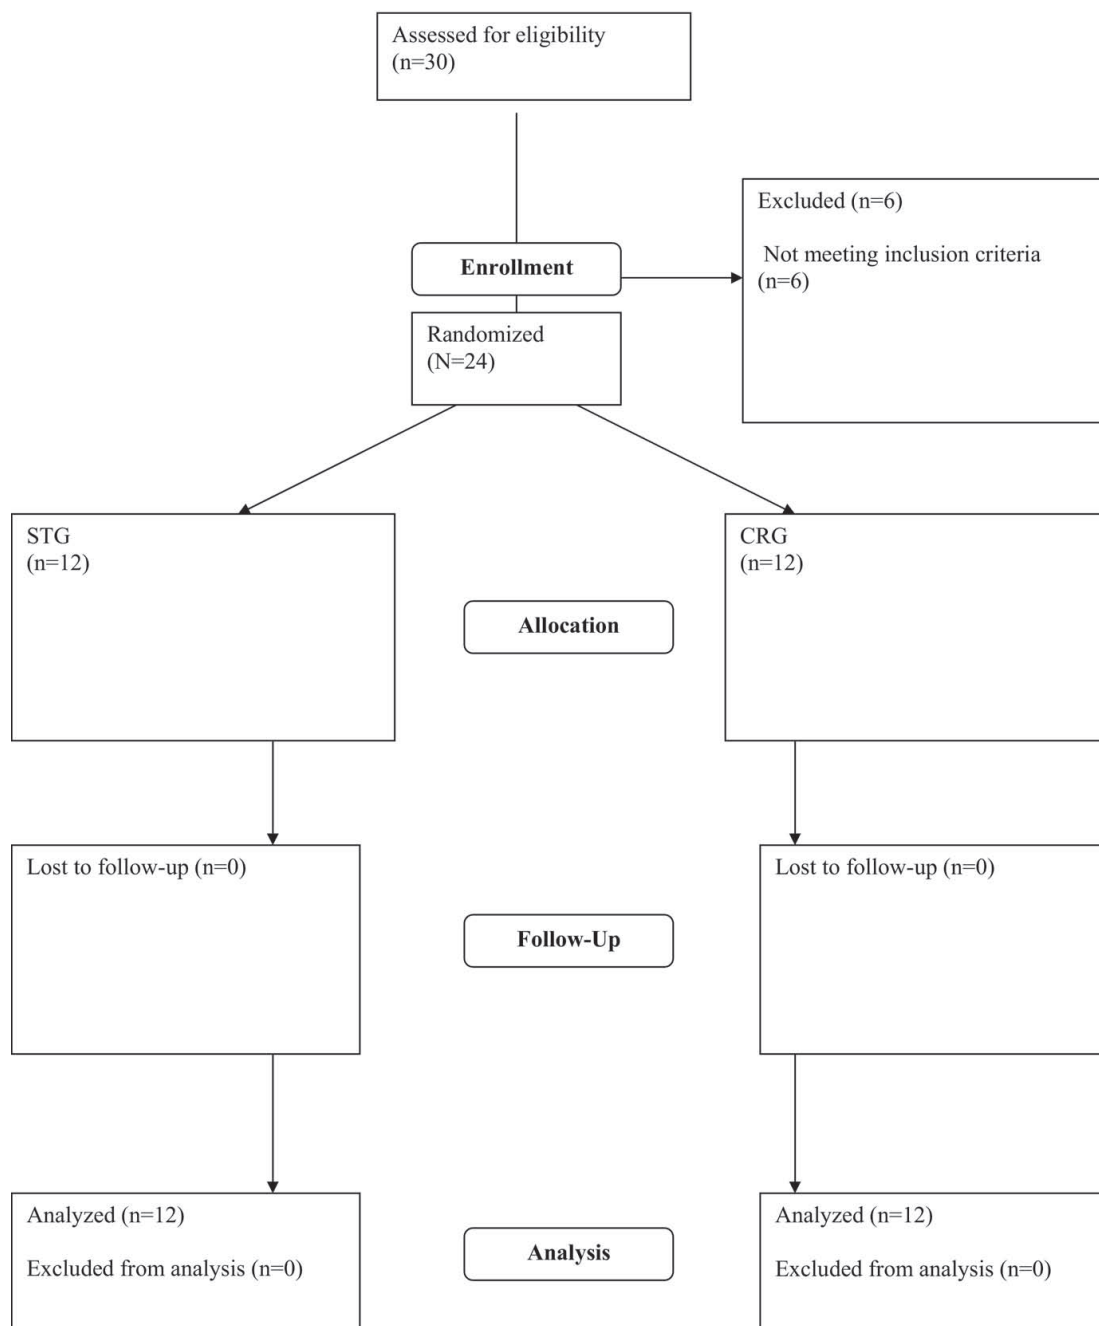 Assessed for eligibility
(n=30)
Excluded (n=6)
Not meeting inclusion criteria
(n=6)
Enrollment
Randomized
(N=24)
STG
(n=12)
CRG
(n=12)
Allocation
Lost to follow-up (n=0)
Lost to follow-up (n=0)
Follow-Up
Analyzed (n=12)
Excluded from analysis (n=0)
Analyzed (n=12)
Excluded from analysis (n=0)
Analysis